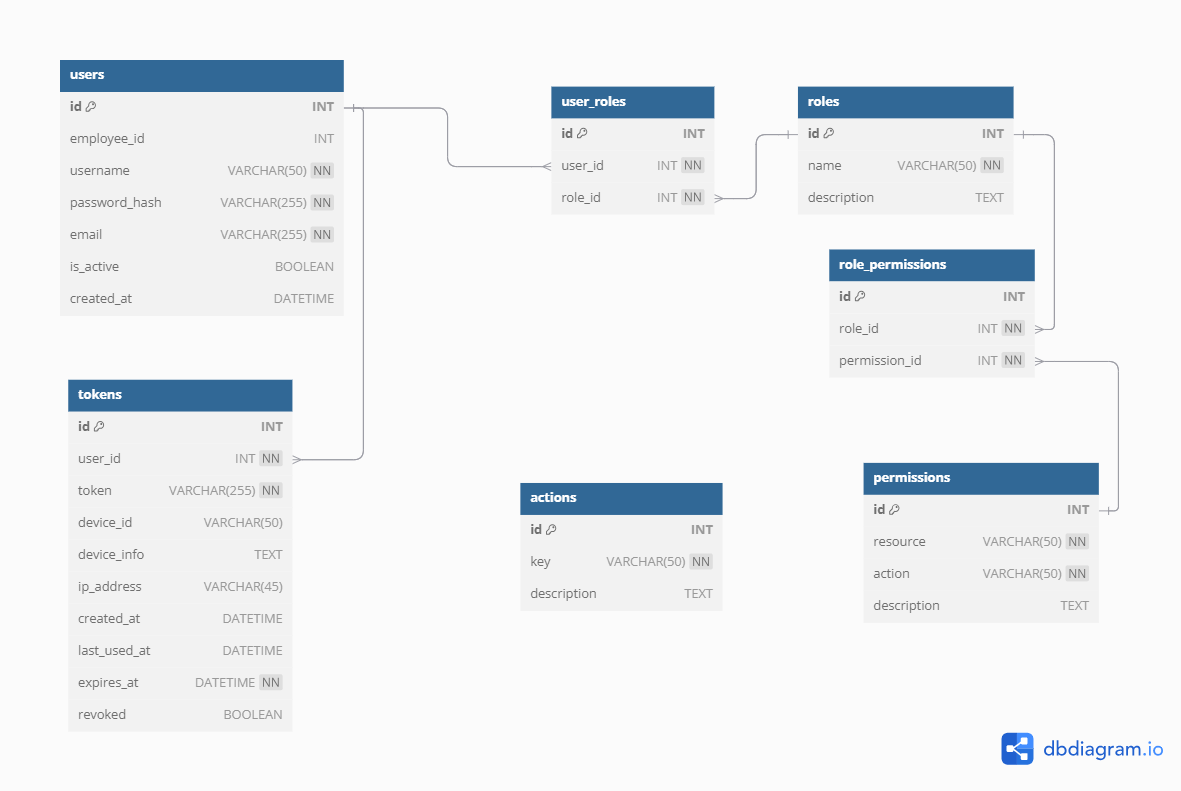 users
id INT
employee_id INT
username VARCHAR(50) NN
password_hash VARCHAR(255) NN
email VARCHAR(255) NN
is_active BOOLEAN
created_at DATETIME
user_roles
id INT
user_id INT NN
role_id INT NN
roles
id INT
name VARCHAR(50) NN
description TEXT
role_permissions
id INT
role_id INT NN
permission_id INT NN
tokens
id INT
user_id INT NN
token VARCHAR(255) NN
device_id VARCHAR(50)
device_info TEXT
ip_address VARCHAR(45)
created_at DATETIME
last_used_at DATETIME
expires_at DATETIME NN
revoked BOOLEAN
actions
id INT
key VARCHAR(50) NN
description TEXT
permissions
id INT
resource VARCHAR(50) NN
action VARCHAR(50) NN
description TEXT
dbdiagram.io